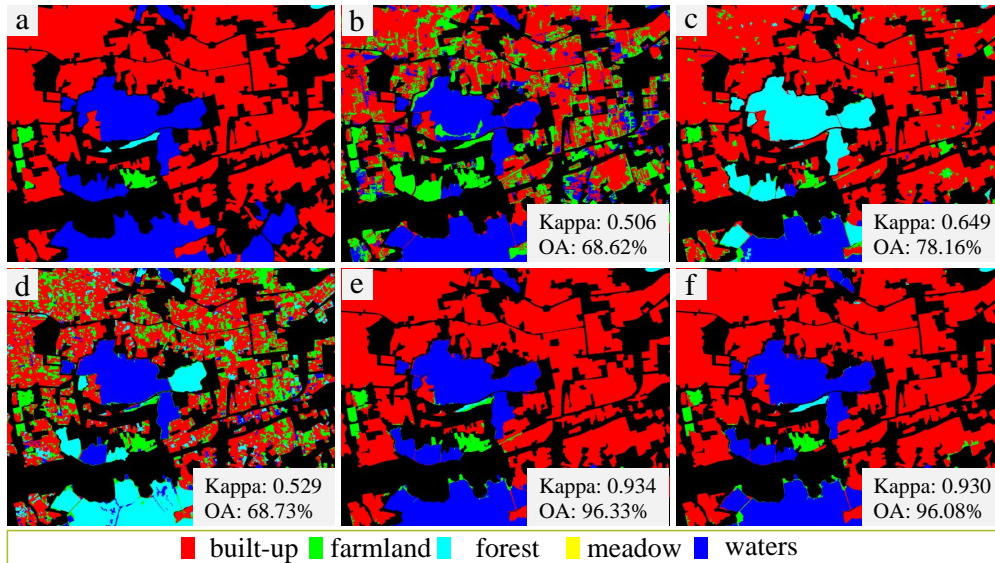 a
b
c
Kappa: 0.506
OA: 68.62%
Kappa: 0.649
OA: 78.16%
d
e
f
Kappa: 0.529
OA: 68.73%
Kappa: 0.934
OA: 96.33%
Kappa: 0.930
OA: 96.08%
built-up farmland forest meadow waters